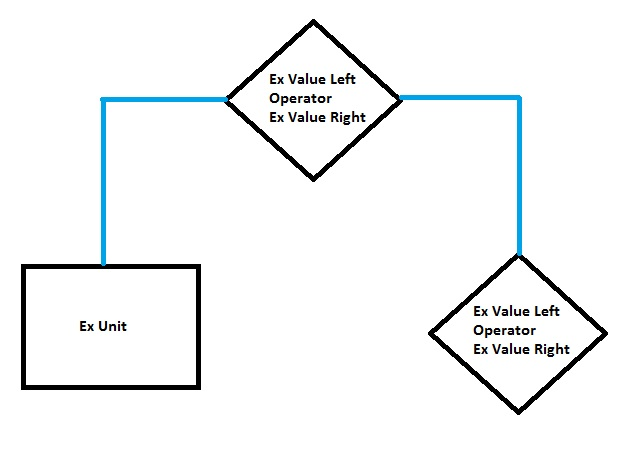 Ex Value Left
Operator
Ex Value Right
Ex Unit
Ex Value Left
Operator
Ex Value Right